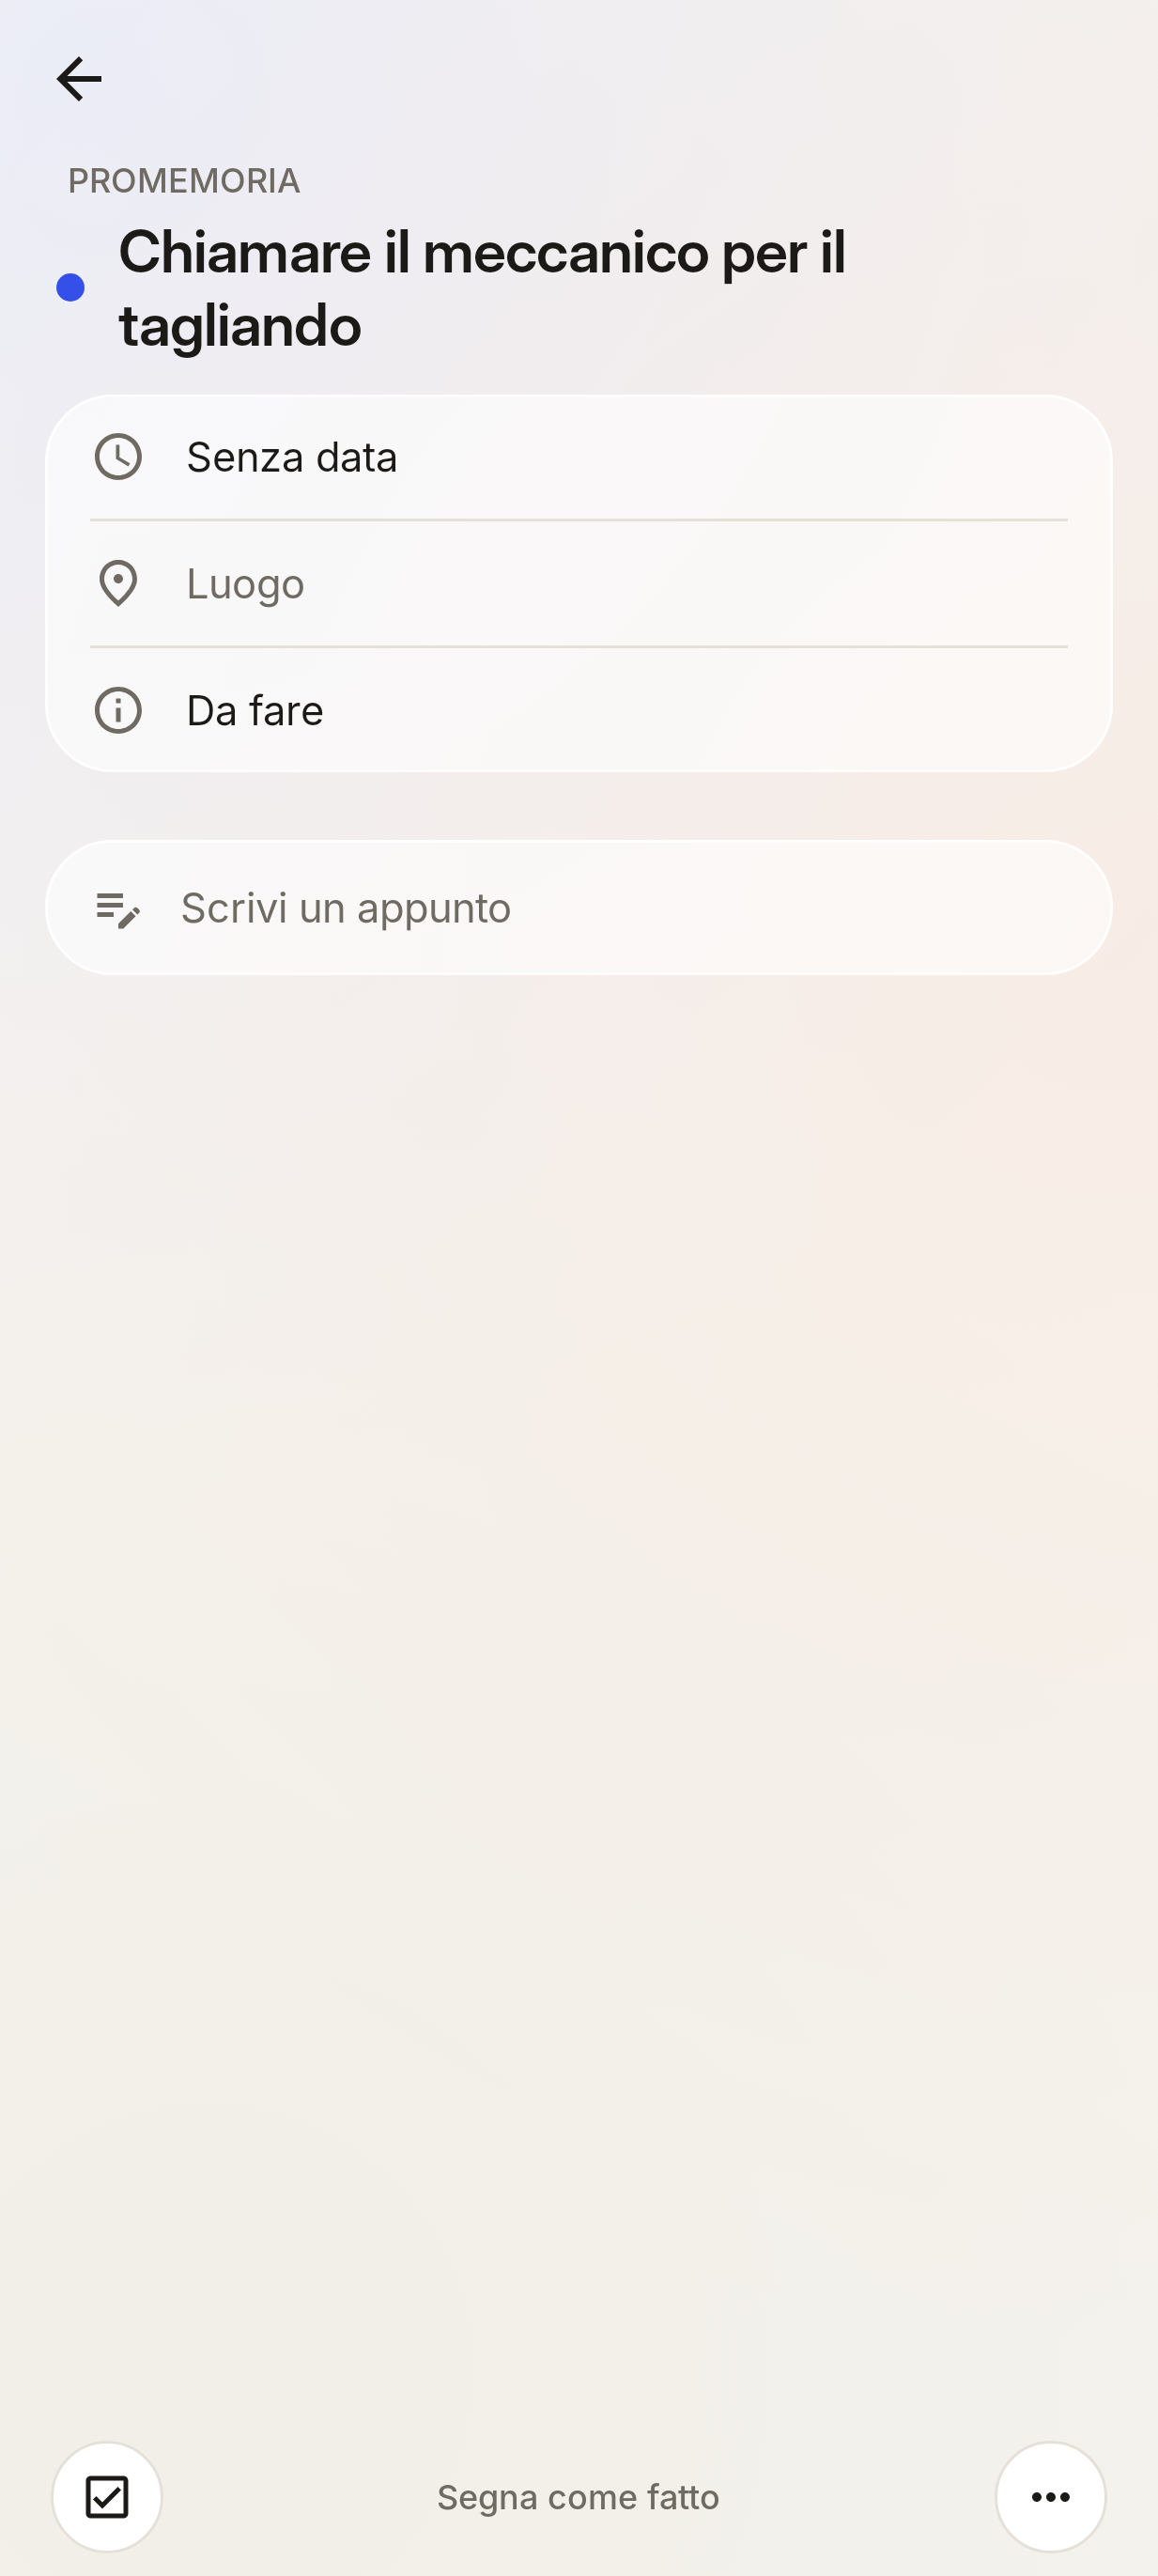 PROMEMORIA
Chiamare il meccanico per il
tagliando
Senza data
Luogo
Da fare
Scrivi un appunto
Segna come fatto